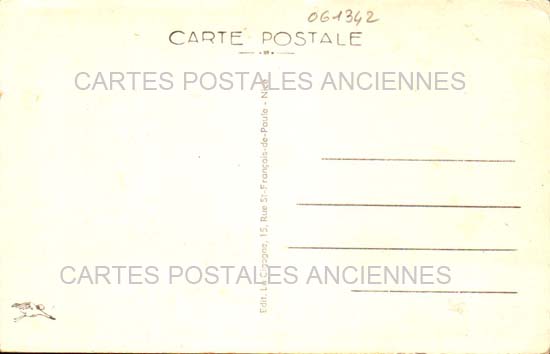 061342
CARTE POSTALE
CARTES POSTALES ANCIENNES
Edit. La Cigogne, 15, Rue St-François-de-Paule - Nice
CARTES POSTALES ANCIENNES